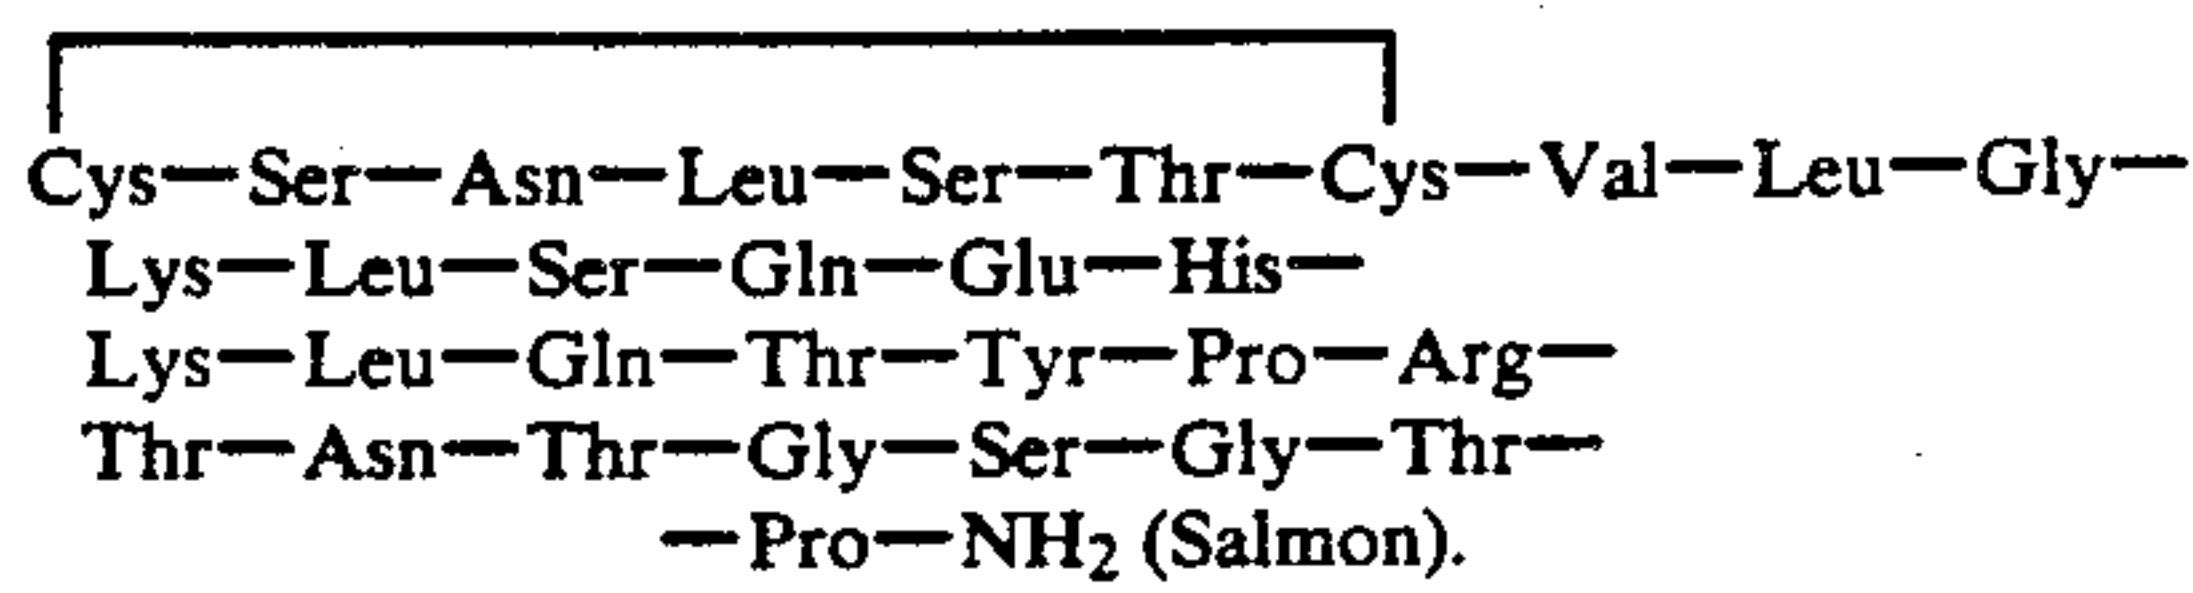 Cys—Ser—Asn—Leu—Ser—Thr—Cys—Val—Leu—Gly—
Lys—Leu—Ser—Gln—Glu—His—
Lys—Leu—Gln—Thr—Tyr—Pro—Arg—
Thr—Asn—Thr—Gly—Ser—Gly—Thr—
—Pro—NH₂ (Salmon).